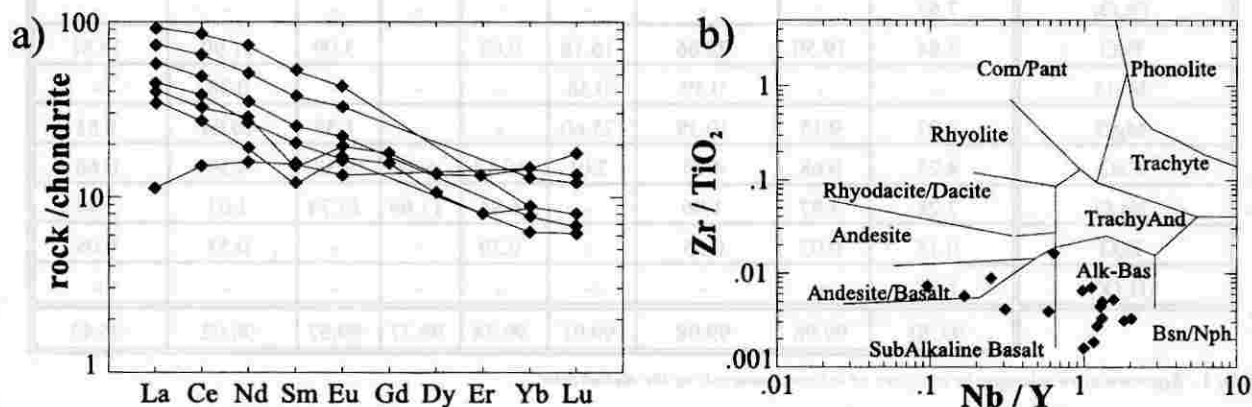 a)
100
10
1
rock /chondrite
La Ce Nd Sm Eu Gd Dy Er Yb Lu
b)
1
.1
.01
.001
Zr / TiO₂
Com/Pant
Phonolite
Rhyolite
Trachyte
Rhyodacite/Dacite
TrachyAnd
Andesite
Alk-Bas
Andesite/Basalt
Bsn/Nph
SubAlkaline Basalt
.01 .1 1 10
Nb / Y